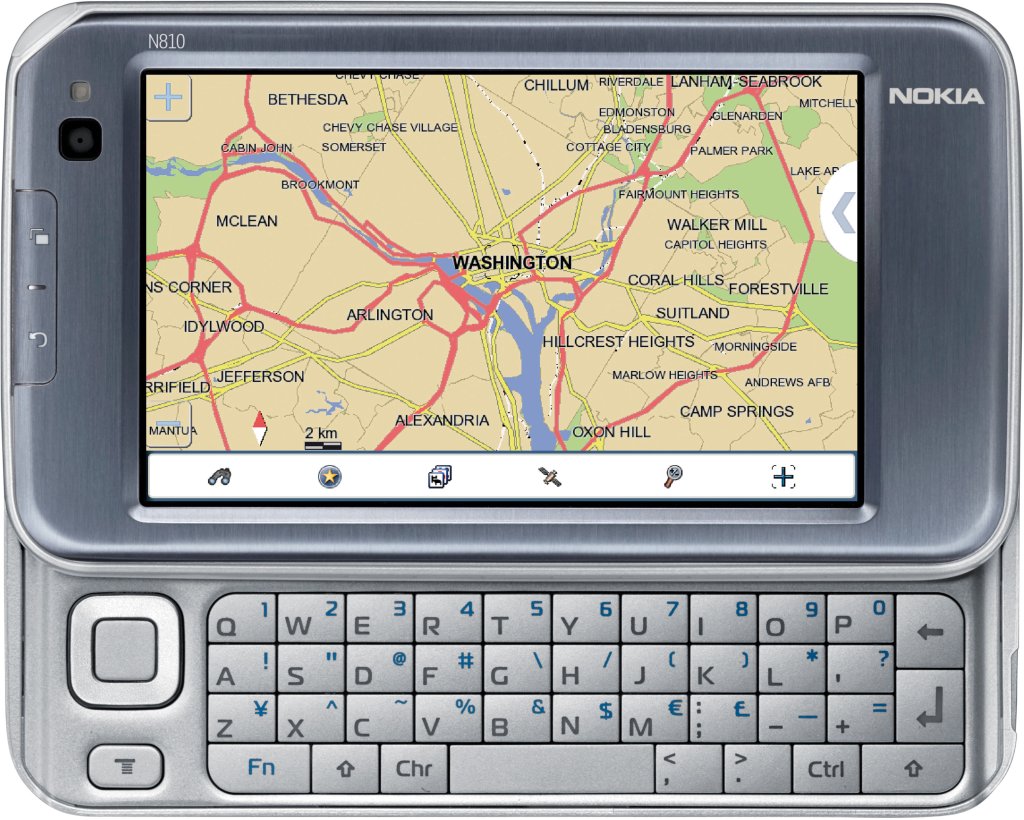 N810
NOKIA
CHEVY CHASE
CHILLUM
RIVERDALE
LANHAM-SEABROOK
BETHESDA
MITCHELLV
EDMONSTON
GLENARDEN
CHEVY CHASE VILLAGE
BLADENSBURG
CABIN JOHN
SOMERSET
COTTAGE CITY
PALMER PARK
LAKE AR
BROOKMONT
L
FAIRMOUNT HEIGHTS
MCLEAN
WALKER MILL
CAPITOL HEIGHTS
WASHINGTON
NS CORNER
CORAL HILLS
FORESTVILLE
ARLINGTON
SUITLAND
IDYLWOOD
HILLCREST HEIGHTS
MORNINGSIDE
JEFFERSON
MARLOW HEIGHTS
RRIFIELD
ANDREWS AFB
ALEXANDRIA
CAMP SPRINGS
MANTUA
2 km
OXON HILL
Q 1 W 2 E 3 R 4 T 5 Y 6 U 7 I 8 O 9 P 0
A ! S " D @ F # G \ H / J ( K ) L * ' ?
Z ¥ X ^ C ~ V % B & N $ M € : ; £ - _ + =
Fn Chr < , > . Ctrl